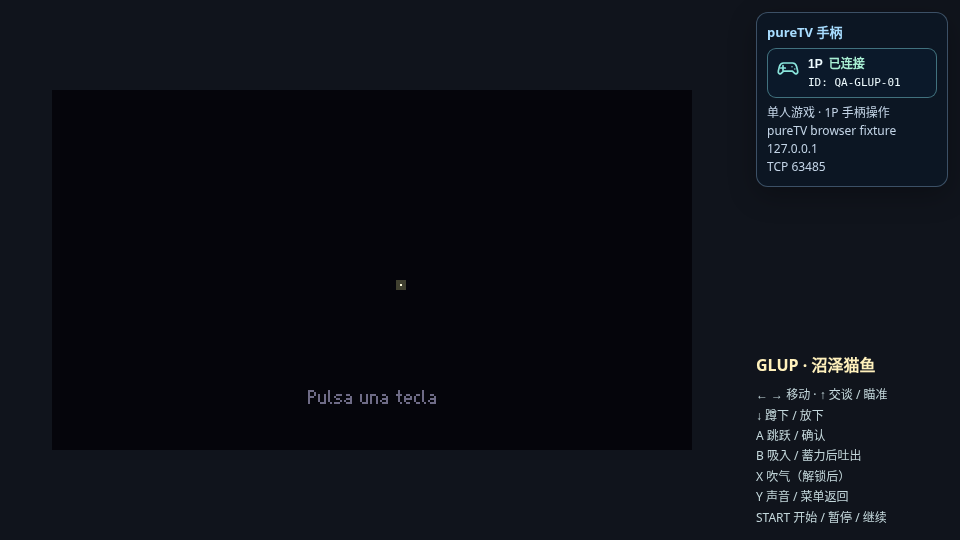 pureTV 手柄
1P 已连接
ID: QA-GLUP-01
单人游戏 · 1P 手柄操作
pureTV browser fixture
127.0.0.1
TCP 63485
Pulsa una tecla
GLUP · 沼泽猫鱼
← → 移动 · ↑ 交谈 / 瞄准
↓ 蹲下 / 放下
A 跳跃 / 确认
B 吸入 / 蓄力后吐出
X 吹气（解锁后）
Y 声音 / 菜单返回
START 开始 / 暂停 / 继续